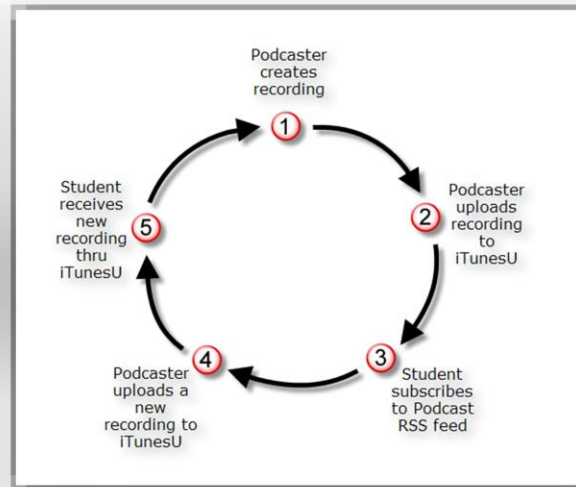 Podcaster
creates
recording
1
2
Podcaster
uploads
recording
to
iTunesU
3
Student
subscribes
to Podcast
RSS feed
4
Podcaster
uploads a
new
recording to
iTunesU
5
Student
receives
new
recording
thru
iTunesU